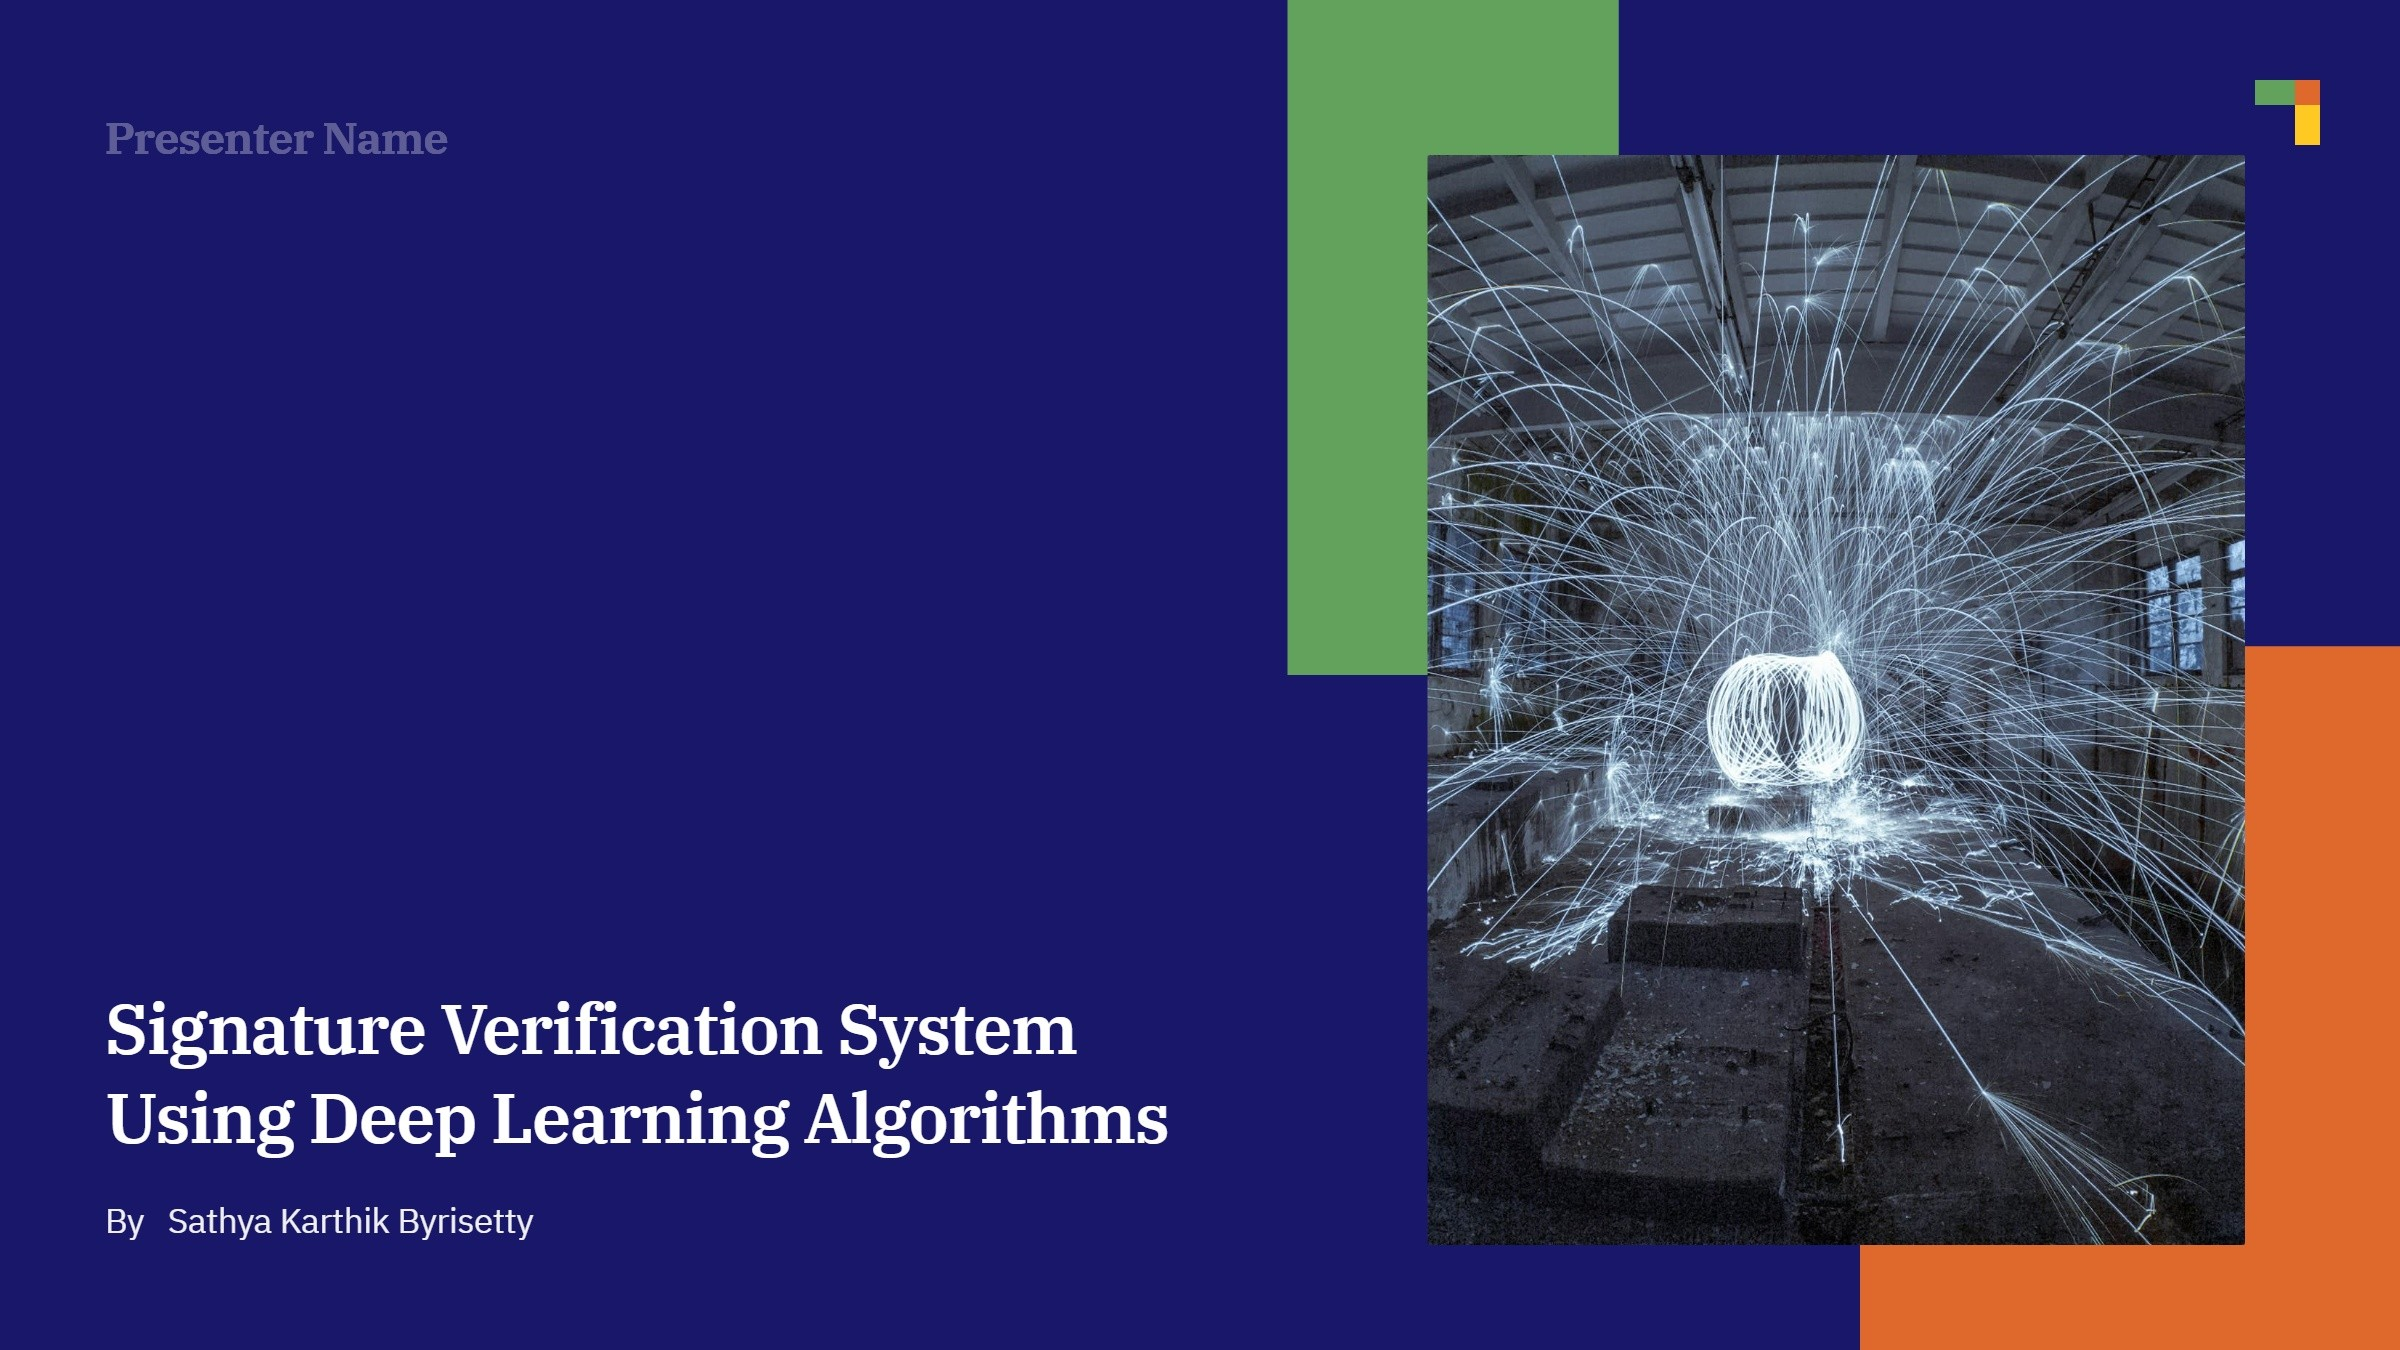 Presenter Name
Signature Verification System
Using Deep Learning Algorithms
By Sathya Karthik Byrisetty